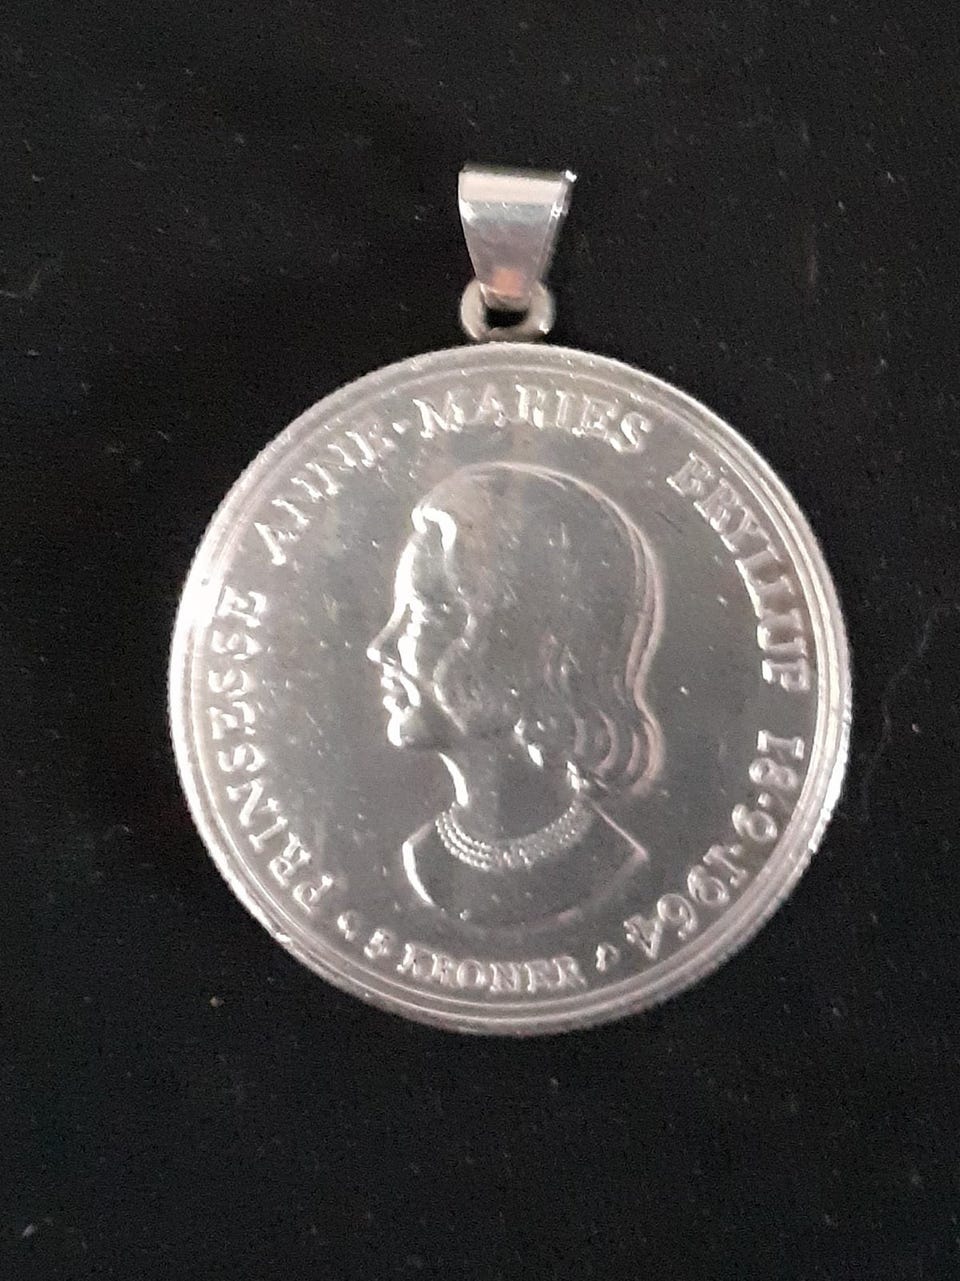 PRINSESSE ANNE-MARIES BRYLLUP 18·9·1964
5 KRONER